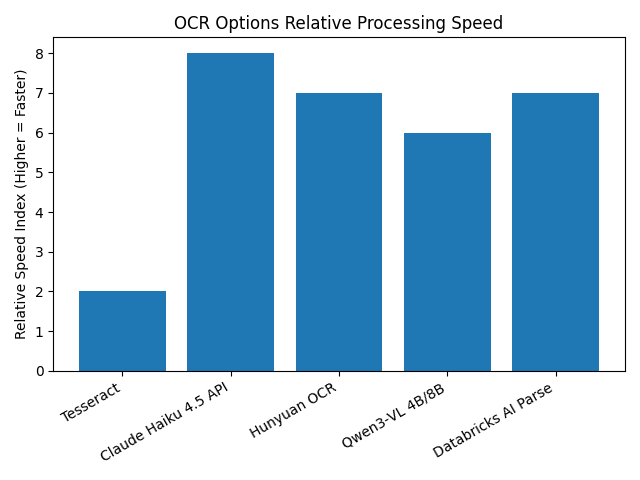 OCR Options Relative Processing Speed
Relative Speed Index (Higher = Faster)
8
7
6
5
4
3
2
1
0
Tesseract
Claude Haiku 4.5 API
Hunyuan OCR
Qwen3-VL 4B/8B
Databricks AI Parse